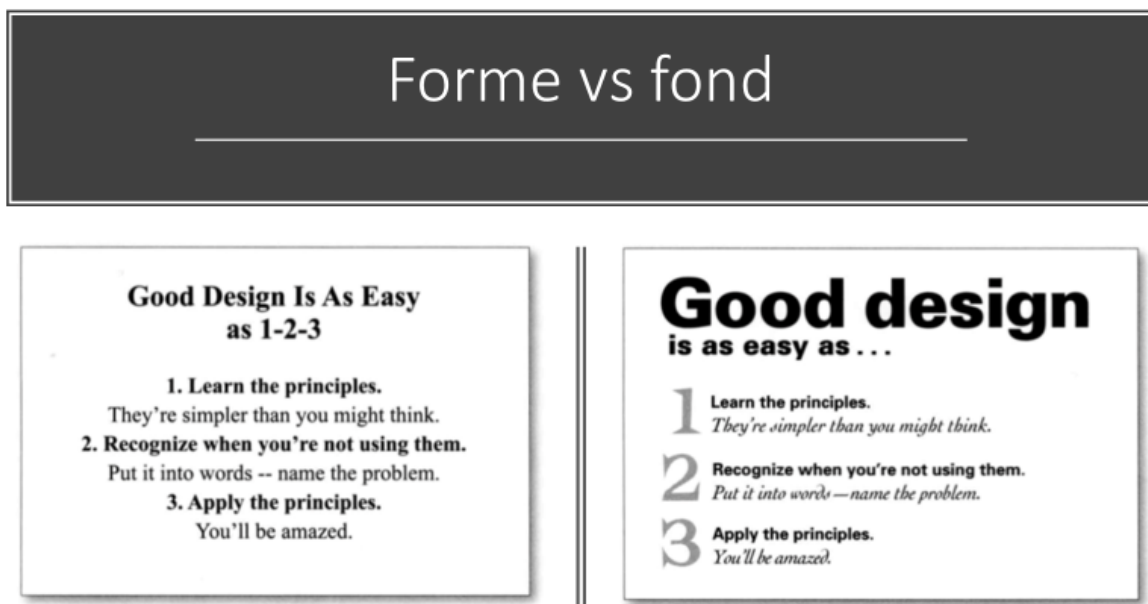 Forme vs fond
Good Design Is As Easy
as 1-2-3
1. Learn the principles.
They're simpler than you might think.
2. Recognize when you're not using them.
Put it into words -- name the problem.
3. Apply the principles.
You'll be amazed.
Good design
is as easy as...
1 Learn the principles.
They're simpler than you might think.
2 Recognize when you're not using them.
Put it into words—name the problem.
3 Apply the principles.
You'll be amazed.